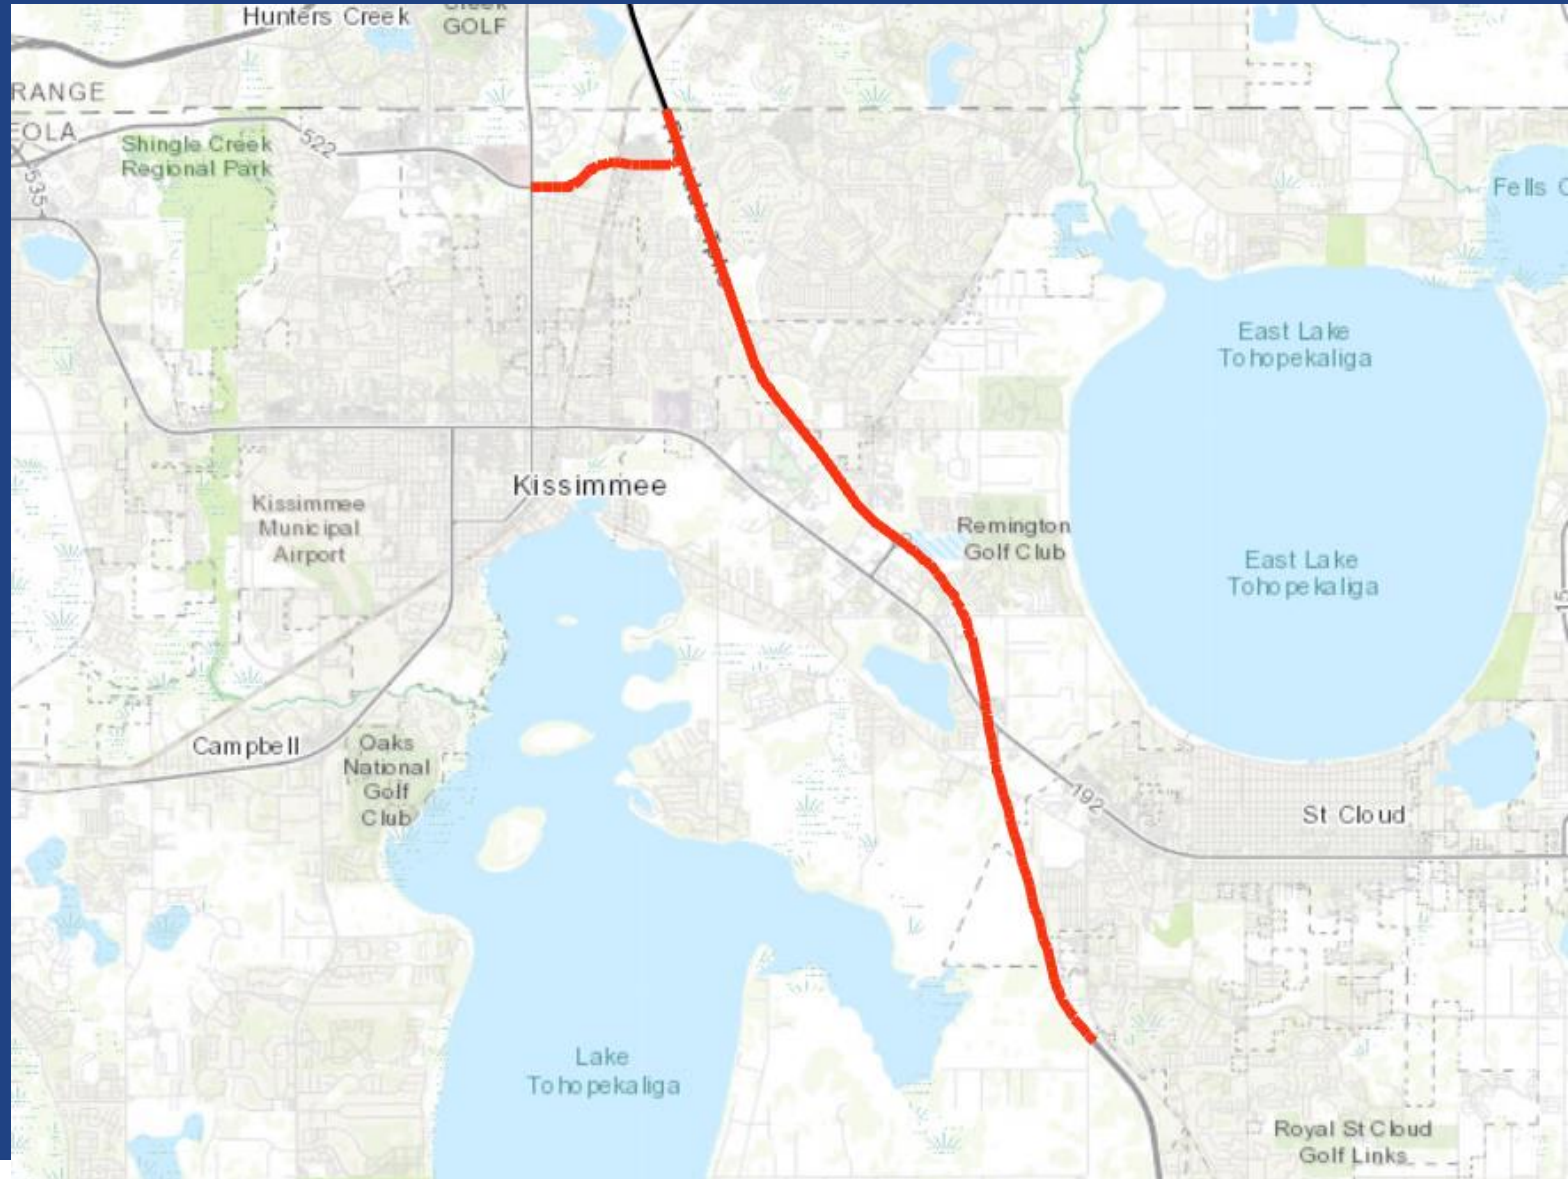 Hunters Creek
GOLF
RANGE
EOLA
Shingle Creek
Regional Park
522
535
Fells C
East Lake
Tohopekaliga
Kissimmee
Kissimmee
Municipal
Airport
Remington
Golf Club
East Lake
Tohopekaliga
15
Campbell
Oaks
National
Golf
Club
192
St Cloud
Lake
Tohopekaliga
Royal St Cloud
Golf Links